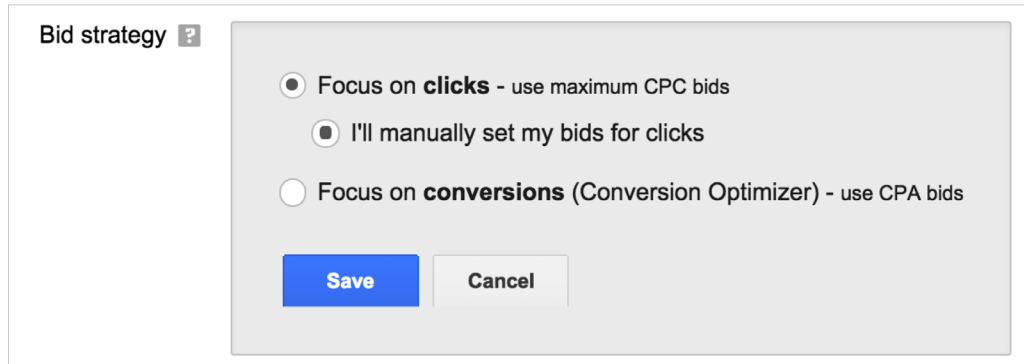 Bid strategy ?
Focus on clicks - use maximum CPC bids
I'll manually set my bids for clicks
Focus on conversions (Conversion Optimizer) - use CPA bids
Save Cancel